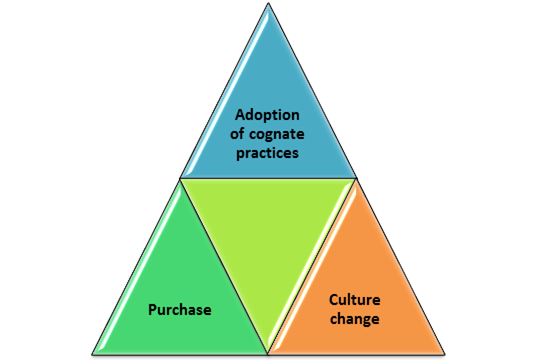 Adoption
of cognate
practices
Purchase
Culture
change